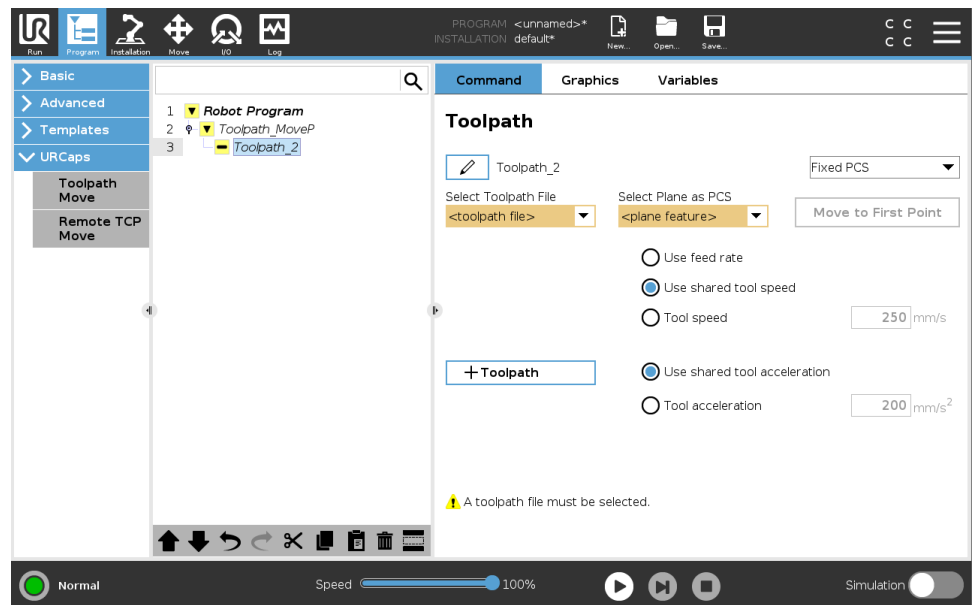 PROGRAM <unnamed>*
INSTALLATION default*
Run Program Installation Move I/O Log
New... Open... Save...
C C
C C
Basic
Advanced
Templates
URCaps
Toolpath
Move
Remote TCP
Move
1 Robot Program
2 Toolpath_MoveP
3 Toolpath_2
Command Graphics Variables
Toolpath
Toolpath_2
Fixed PCS
Select Toolpath File
Select Plane as PCS
<toolpath file>
<plane feature>
Move to First Point
Use feed rate
Use shared tool speed
Tool speed 250 mm/s
+Toolpath
Use shared tool acceleration
Tool acceleration 200 mm/s²
A toolpath file must be selected.
Normal
Speed 100%
Simulation